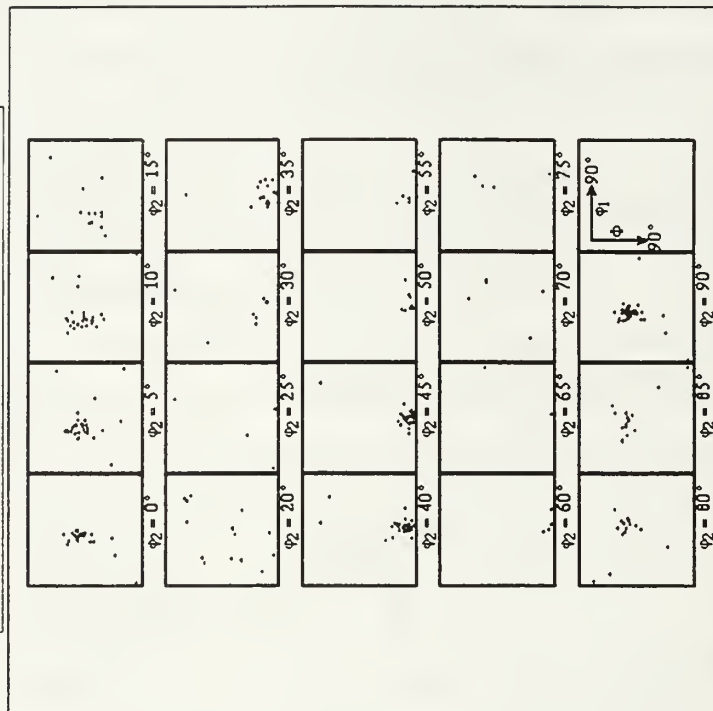 φ2 = 0°
φ2 = 5°
φ2 = 10°
φ2 = 15°
φ2 = 20°
φ2 = 25°
φ2 = 30°
φ2 = 35°
φ2 = 40°
φ2 = 45°
φ2 = 50°
φ2 = 55°
φ2 = 60°
φ2 = 65°
φ2 = 70°
φ2 = 75°
φ2 = 80°
φ2 = 85°
φ2 = 90°
90°
φ1
Φ
90°